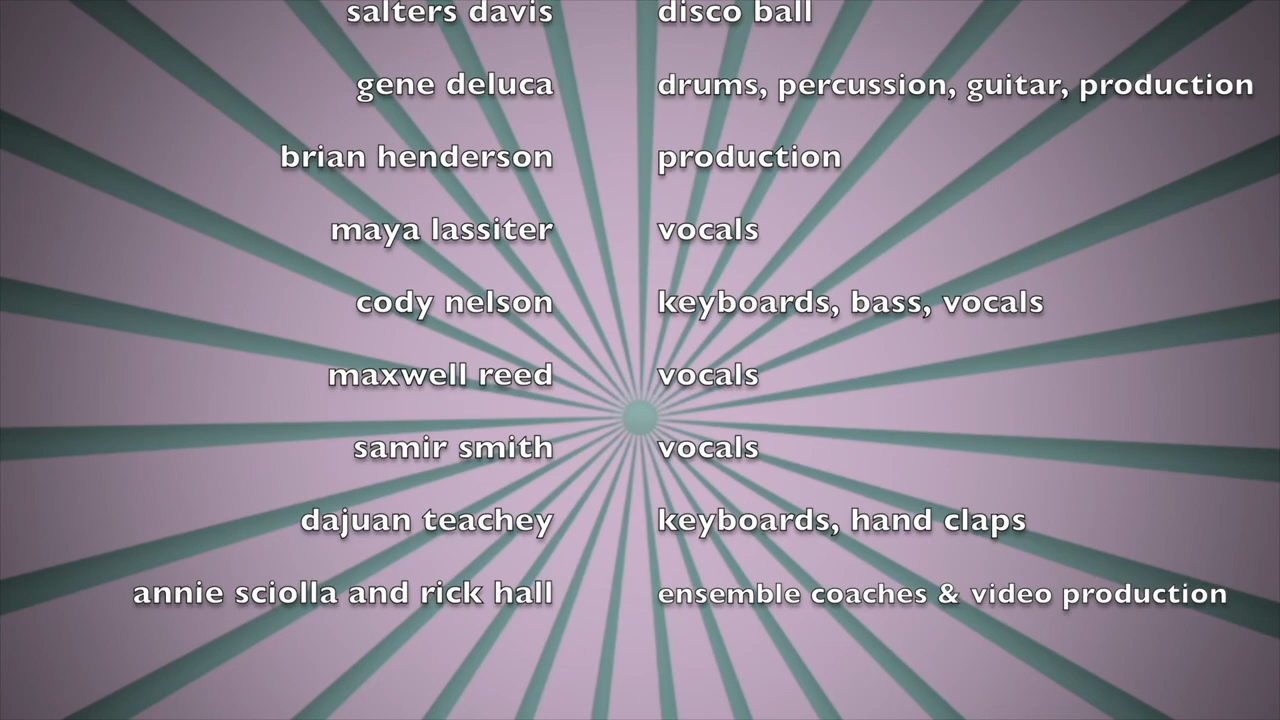 salters davis disco ball
gene deluca drums, percussion, guitar, production
brian henderson production
maya lassiter vocals
cody nelson keyboards, bass, vocals
maxwell reed vocals
samir smith vocals
dajuan teachey keyboards, hand claps
annie sciolla and rick hall ensemble coaches & video production